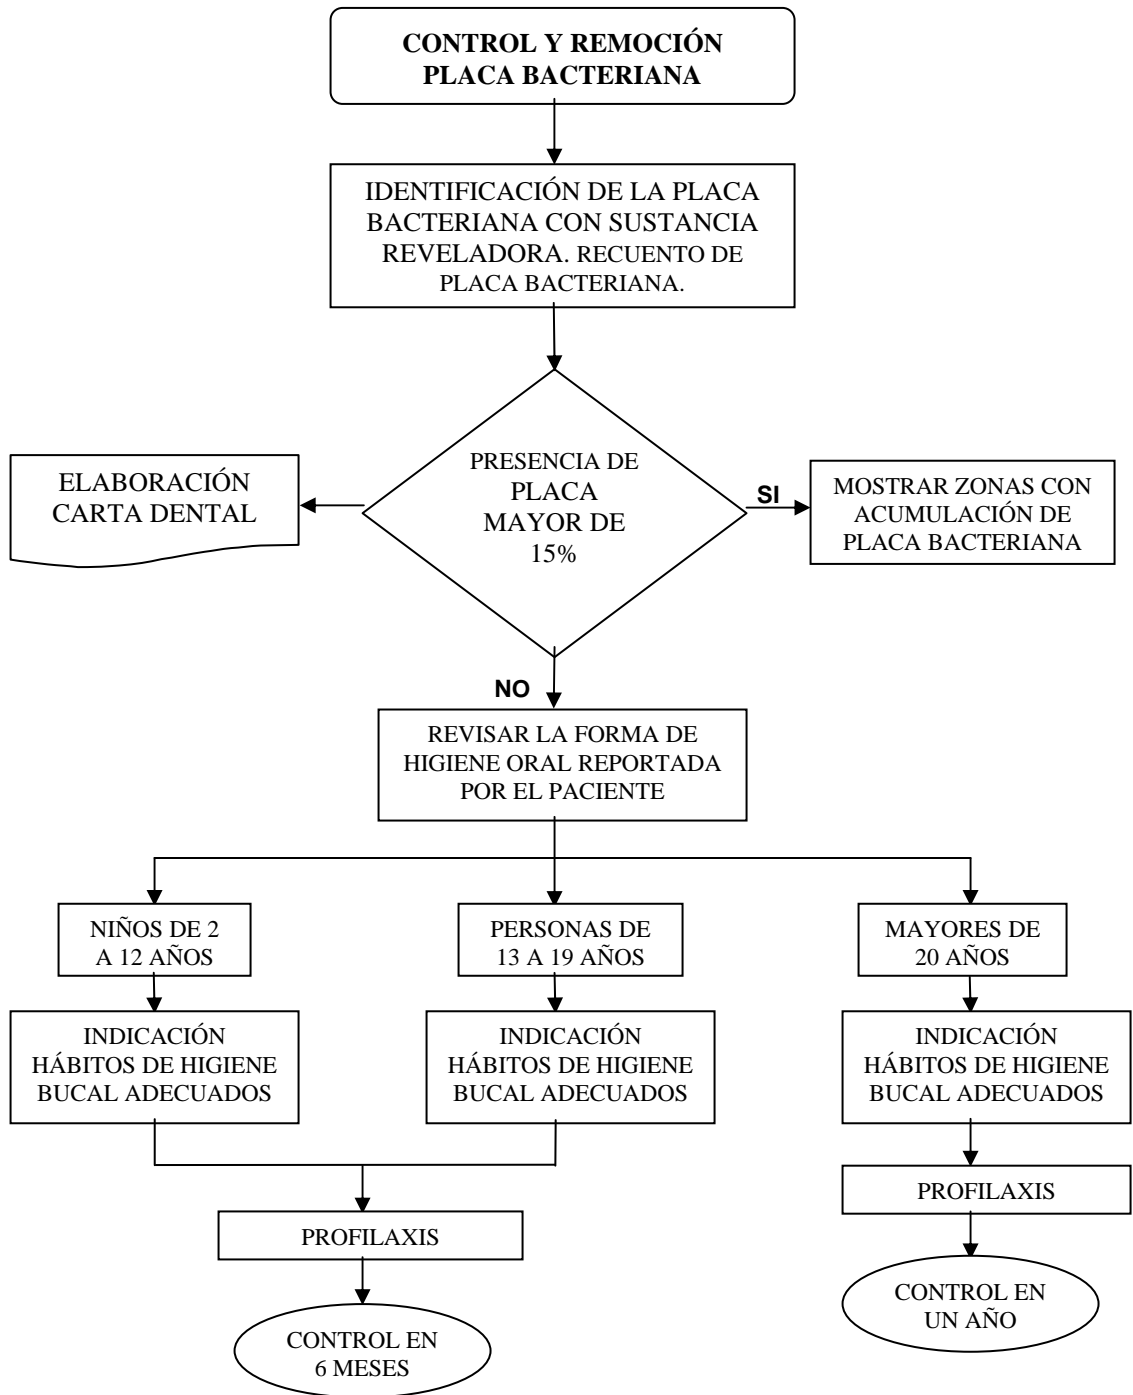 CONTROL Y REMOCIÓN
PLACA BACTERIANA
IDENTIFICACIÓN DE LA PLACA
BACTERIANA CON SUSTANCIA
REVELADORA. RECUENTO DE
PLACA BACTERIANA.
ELABORACIÓN
CARTA DENTAL
PRESENCIA DE
PLACA
MAYOR DE
15%
SI
MOSTRAR ZONAS CON
ACUMULACIÓN DE
PLACA BACTERIANA
NO
REVISAR LA FORMA DE
HIGIENE ORAL REPORTADA
POR EL PACIENTE
NIÑOS DE 2
A 12 AÑOS
PERSONAS DE
13 A 19 AÑOS
MAYORES DE
20 AÑOS
INDICACIÓN
HÁBITOS DE HIGIENE
BUCAL ADECUADOS
INDICACIÓN
HÁBITOS DE HIGIENE
BUCAL ADECUADOS
INDICACIÓN
HÁBITOS DE HIGIENE
BUCAL ADECUADOS
PROFILAXIS
PROFILAXIS
CONTROL EN
6 MESES
CONTROL EN
UN AÑO